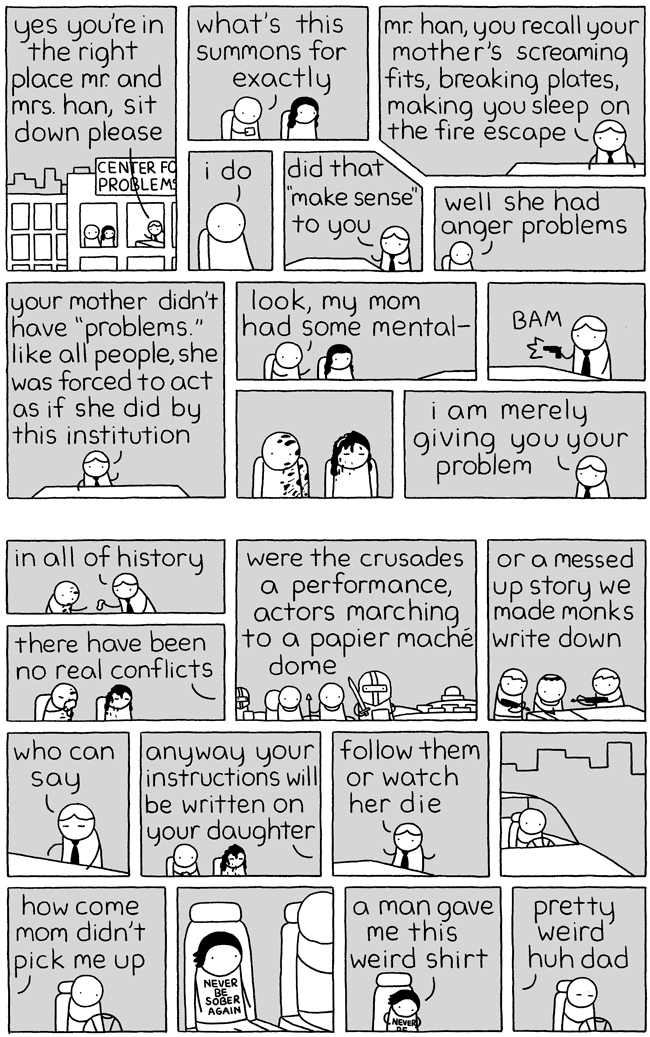 yes you're in
the right
place mr. and
mrs. han, sit
down please
CENTER FO
PROBLEMS
what's this
summons for
exactly
mr. han, you recall your
mother's screaming
fits, breaking plates,
making you sleep on
the fire escape
i do
did that
"make sense"
to you
well she had
anger problems
your mother didn't
have "problems."
like all people, she
was forced to act
as if she did by
this institution
look, my mom
had some mental-
BAM
i am merely
giving you your
problem
in all of history
there have been
no real conflicts
were the crusades
a performance,
actors marching
to a papier maché
dome
or a messed
up story we
made monks
write down
who can
say
anyway your
instructions will
be written on
your daughter
follow them
or watch
her die
how come
mom didn't
pick me up
NEVER
BE
SOBER
AGAIN
a man gave
me this
weird shirt
NEVER
BE
pretty
weird
huh dad